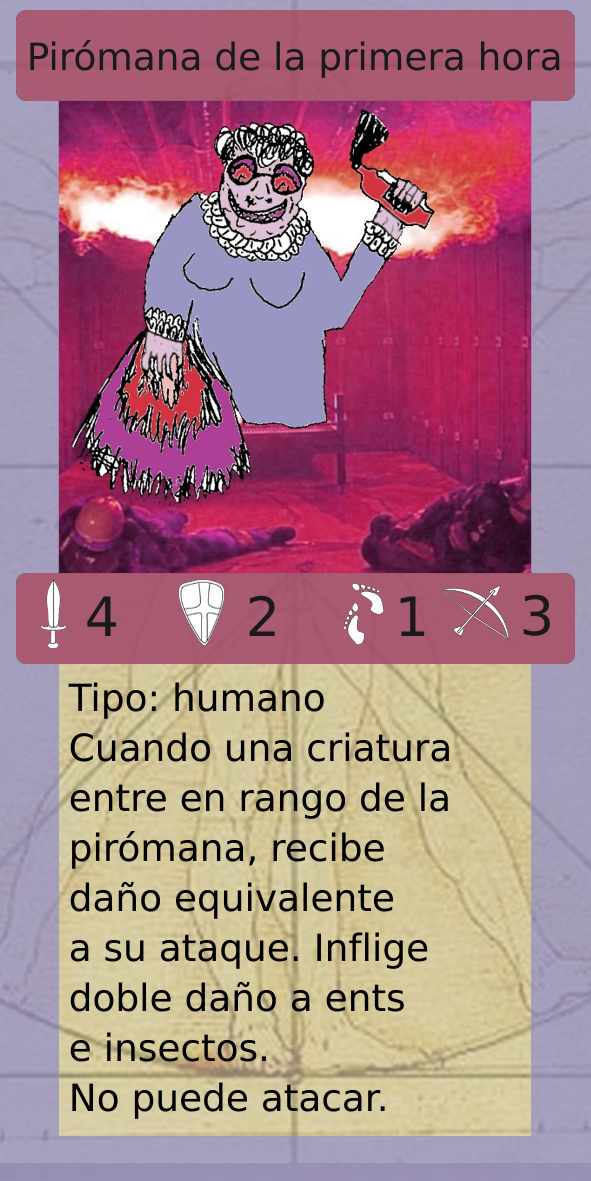 Pirómana de la primera hora
4 2 1 3
Tipo: humano
Cuando una criatura
entre en rango de la
pirómana, recibe
daño equivalente
a su ataque. Inflige
doble daño a ents
e insectos.
No puede atacar.